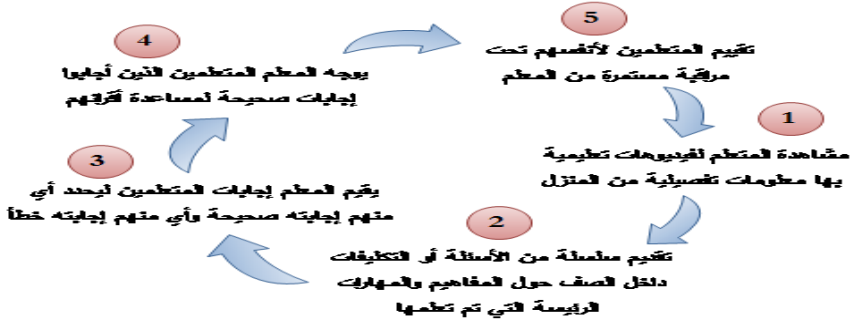 1
مشاهدة المتعلم لفيديوهات تعليمية
بها معلومات تفصيلية من المنزل
2
تقديم سلسلة من الأسئلة أو التكليفات
داخل الصف حول المفاهيم والمهارات
الرئيسة التي تم تعلمها
3
يقيم المعلم إجابات المتعلمين ليحدد أي
منهم إجابته صحيحة وأي منهم إجابته خطأ
4
يوجه المعلم المتعلمين الذين أجابوا
إجابات صحيحة لمساعدة أقرانهم
5
تقييم المتعلمين لأنفسهم تحت
مراقبة مستمرة من المعلم